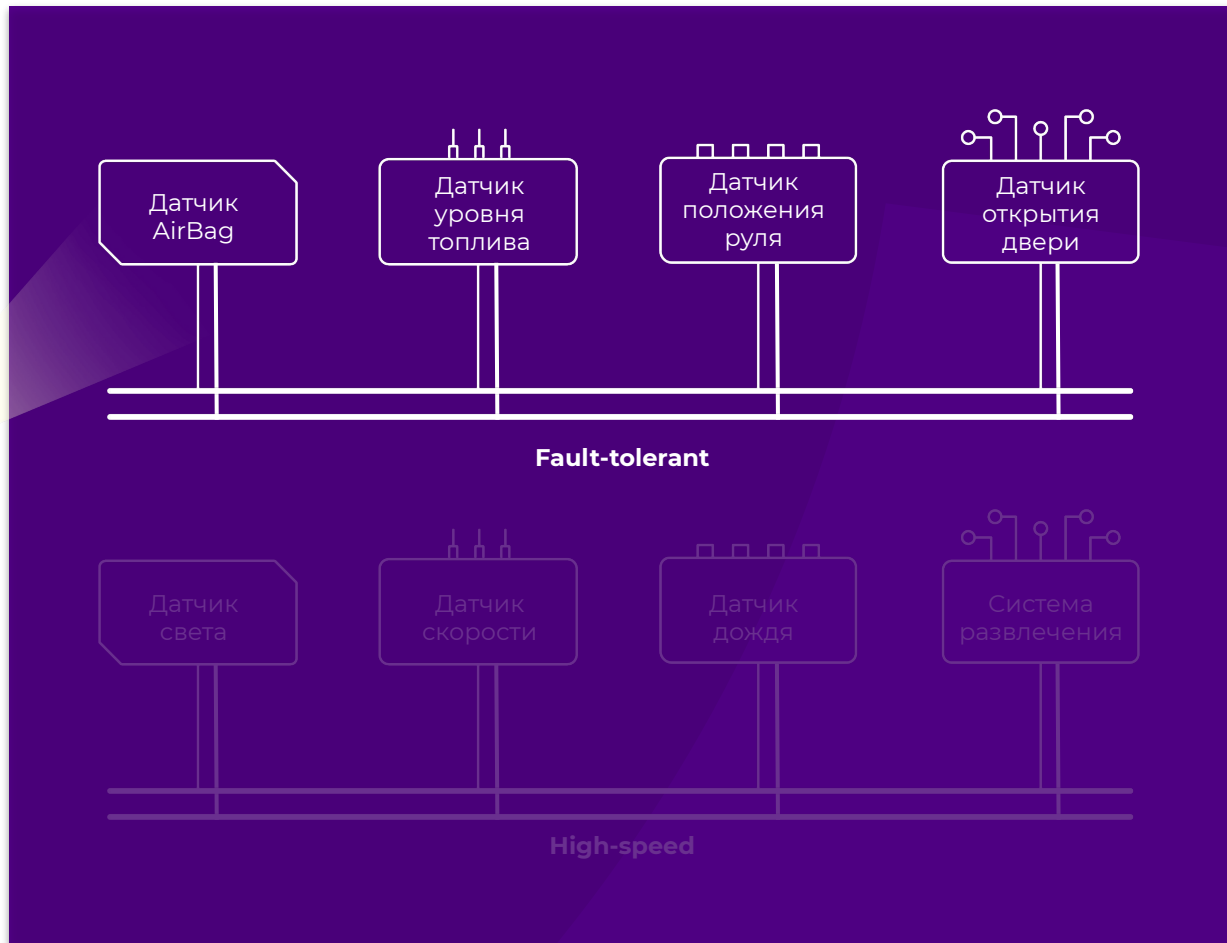 Датчик
AirBag
Датчик
уровня
топлива
Датчик
положения
руля
Датчик
открытия
двери
Fault-tolerant
Датчик
света
Датчик
скорости
Датчик
дождя
Система
развлечения
High-speed